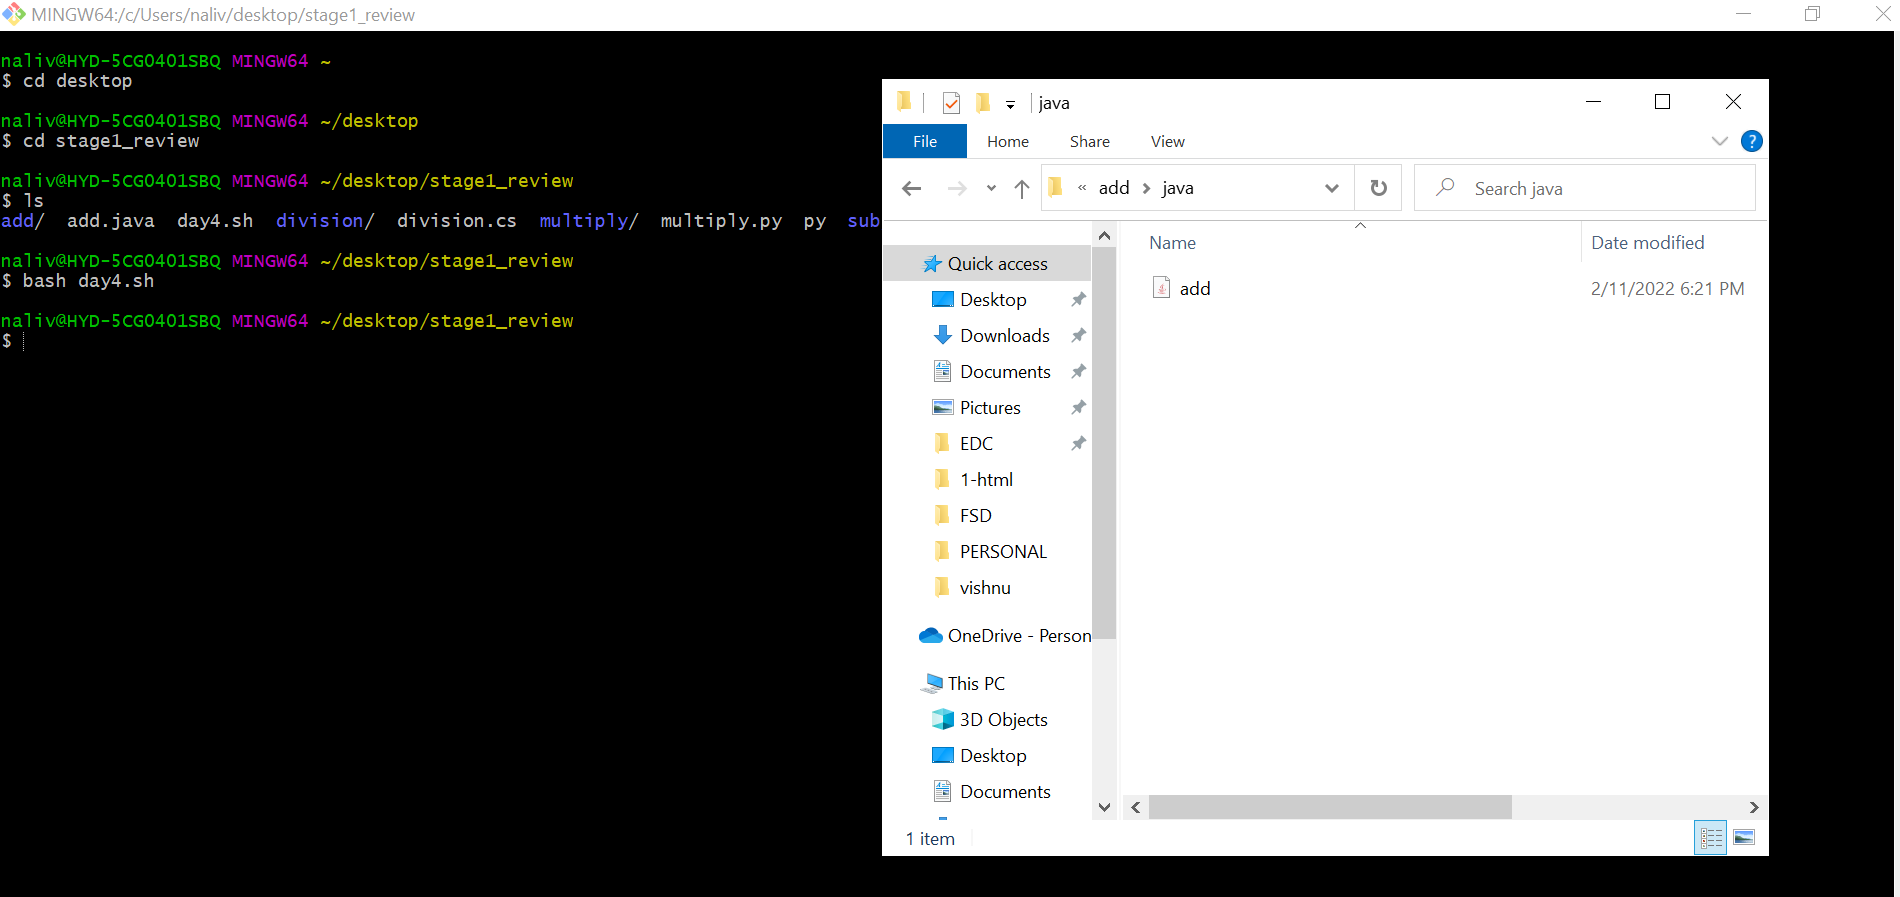 MINGW64:/c/Users/naliv/desktop/stage1_review
naliv@HYD-5CG0401SBQ MINGW64 ~
$ cd desktop
naliv@HYD-5CG0401SBQ MINGW64 ~/desktop
$ cd stage1_review
naliv@HYD-5CG0401SBQ MINGW64 ~/desktop/stage1_review
$ ls
add/ add.java day4.sh division/ division.cs multiply/ multiply.py py sub
naliv@HYD-5CG0401SBQ MINGW64 ~/desktop/stage1_review
$ bash day4.sh
naliv@HYD-5CG0401SBQ MINGW64 ~/desktop/stage1_review
$
java
File Home Share View
?
« add > java
Search java
Name Date modified
add 2/11/2022 6:21 PM
Quick access
Desktop
Downloads
Documents
Pictures
EDC
1-html
FSD
PERSONAL
vishnu
OneDrive - Person
This PC
3D Objects
Desktop
Documents
1 item